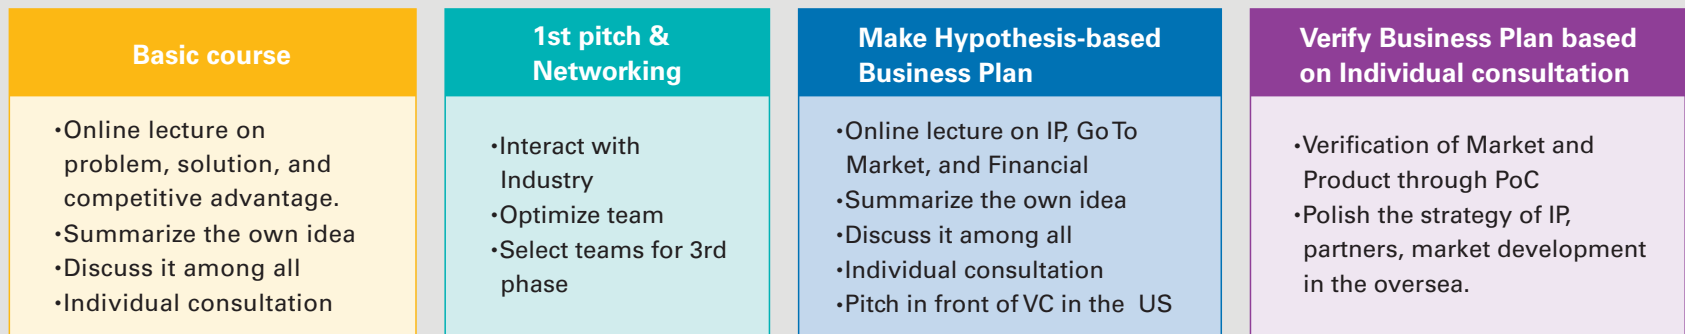 Basic course
·Online lecture on
problem, solution, and
competitive advantage.
·Summarize the own idea
·Discuss it among all
·Individual consultation
1st pitch &
Networking
·Interact with
Industry
·Optimize team
·Select teams for 3rd
phase
Make Hypothesis-based
Business Plan
·Online lecture on IP, Go To
Market, and Financial
·Summarize the own idea
·Discuss it among all
·Individual consultation
·Pitch in front of VC in the US
Verify Business Plan based
on Individual consultation
·Verification of Market and
Product through PoC
·Polish the strategy of IP,
partners, market development
in the oversea.